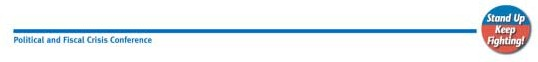 Stand Up
Keep
Fighting!
Political and Fiscal Crisis Conference